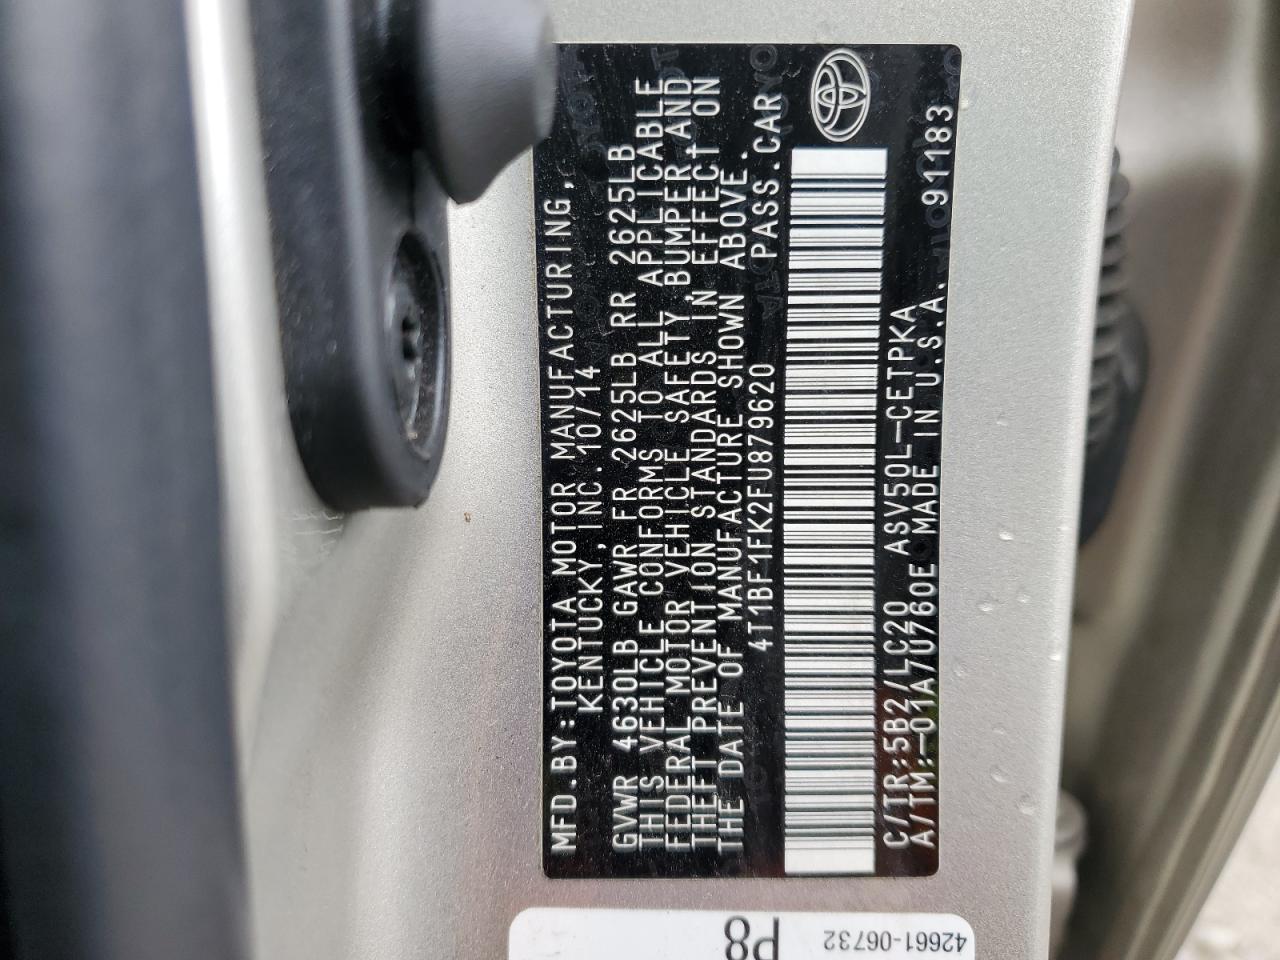 MFD.BY:TOYOTA MOTOR MANUFACTURING,
KENTUCKY, INC. 10/14
GVWR 4630LB GAWR FR 2625LB RR 2625LB
THIS VEHICLE CONFORMS TO ALL APPLICABLE
FEDERAL MOTOR VEHICLE SAFETY,BUMPER,AND
THEFT PREVENTION STANDARDS IN EFFECT ON
THE DATE OF MANUFACTURE SHOWN ABOVE.
4T1BF1FK2FU879620 PASS.CAR
C/TR:5B2/LC20 ASV50L-CETPKA
A/TM:-01A/U760E MADE IN U.S.A. 91183
P8
42661-06732